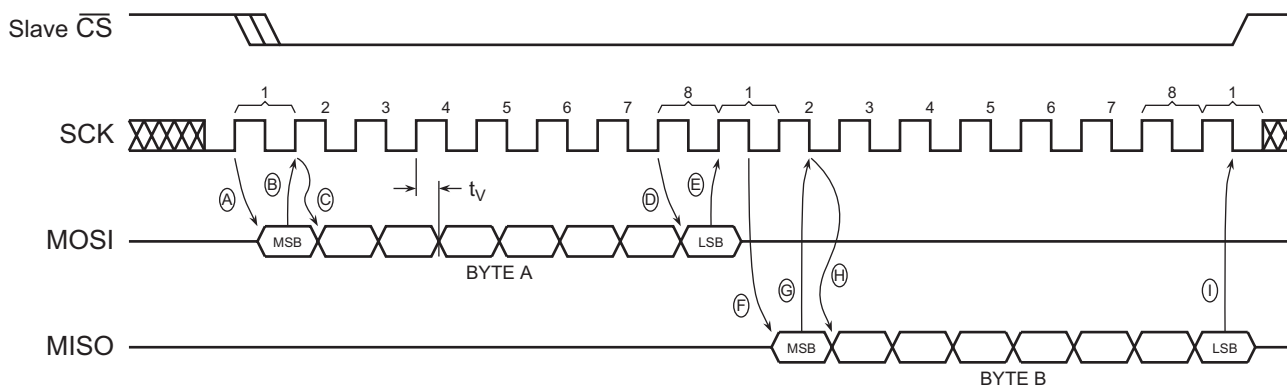 Slave CS
1 2 3 4 5 6 7 8 1 2 3 4 5 6 7 8 1
SCK
A B C tV D E
MOSI MSB LSB
BYTE A
F G H I
MISO MSB LSB
BYTE B